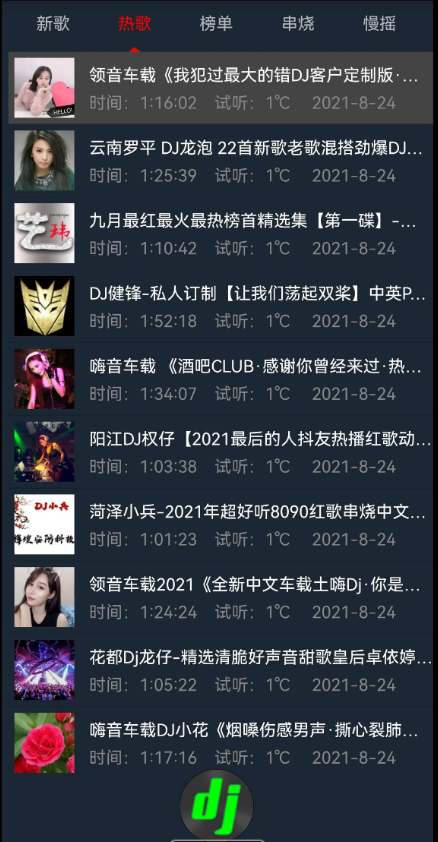 新歌 热歌 榜单 串烧 慢摇
领音车载《我犯过最大的错DJ客户定制版·...
时间：1:16:02 试听：1℃ 2021-8-24
HELLO!
云南罗平 DJ龙泡 22首新歌老歌混搭劲爆DJ...
时间：1:25:39 试听：1℃ 2021-8-24
艺玮
九月最红最火最热榜首精选集【第一碟】-...
时间：1:10:42 试听：1℃ 2021-8-24
DJ健锋-私人订制【让我们荡起双桨】中英P...
时间：1:52:18 试听：1℃ 2021-8-24
嗨音车载 《酒吧CLUB·感谢你曾经来过·热...
时间：1:34:07 试听：1℃ 2021-8-24
阳江DJ权仔【2021最后的人抖友热播红歌动...
时间：1:03:38 试听：1℃ 2021-8-24
DJ小兵
菏泽小兵-2021年超好听8090红歌串烧中文...
时间：1:01:23 试听：1℃ 2021-8-24
领音车载2021《全新中文车载土嗨Dj·你是...
时间：1:24:24 试听：1℃ 2021-8-24
花都Dj龙仔-精选清脆好声音甜歌皇后卓依婷...
时间：1:05:22 试听：1℃ 2021-8-24
嗨音车载DJ小花《烟嗓伤感男声·撕心裂肺...
时间：1:17:16 试听：1℃ 2021-8-24
dj